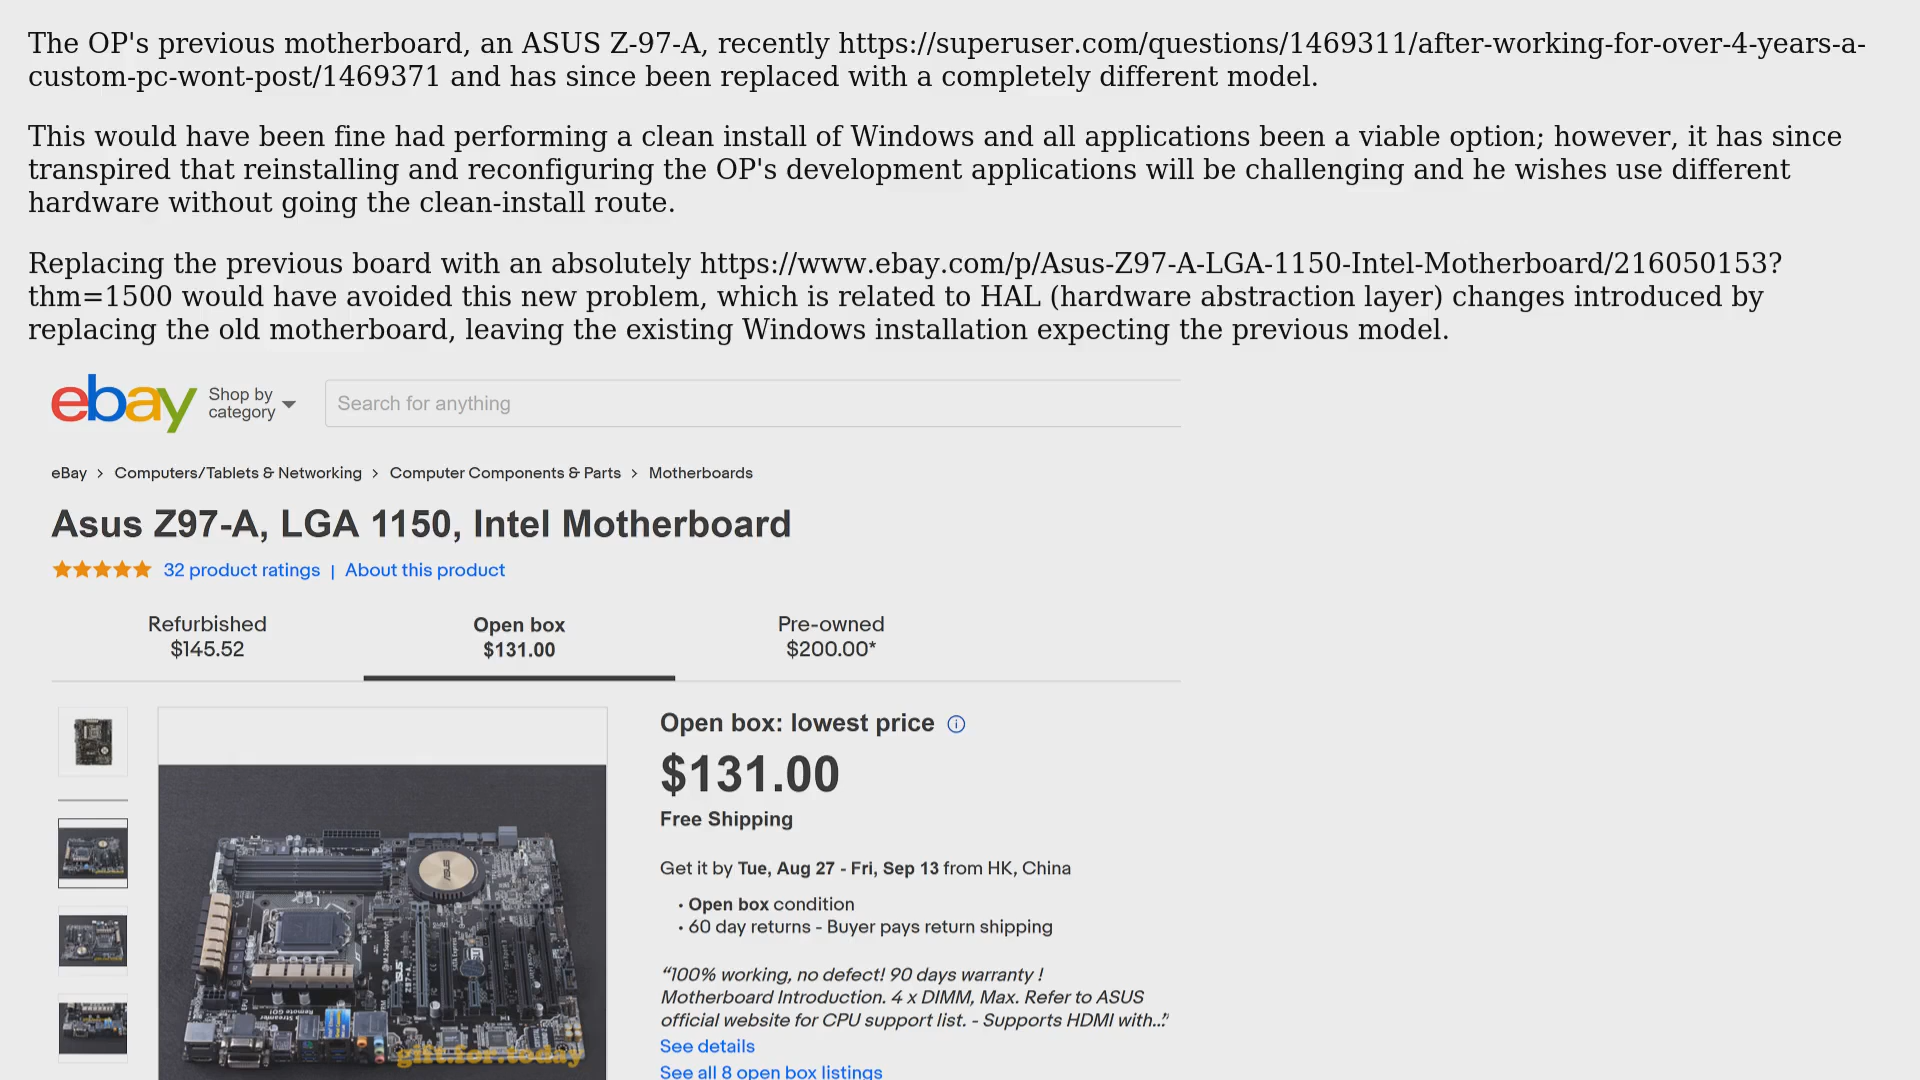 The OP's previous motherboard, an ASUS Z-97-A, recently https://superuser.com/questions/1469311/after-working-for-over-4-years-a-
custom-pc-wont-post/1469371 and has since been replaced with a completely different model.
This would have been fine had performing a clean install of Windows and all applications been a viable option; however, it has since
transpired that reinstalling and reconfiguring the OP's development applications will be challenging and he wishes use different
hardware without going the clean-install route.
Replacing the previous board with an absolutely https://www.ebay.com/p/Asus-Z97-A-LGA-1150-Intel-Motherboard/216050153?
thm=1500 would have avoided this new problem, which is related to HAL (hardware abstraction layer) changes introduced by
replacing the old motherboard, leaving the existing Windows installation expecting the previous model.
ebay
Shop by
category
Search for anything
eBay > Computers/Tablets & Networking > Computer Components & Parts > Motherboards
Asus Z97-A, LGA 1150, Intel Motherboard
32 product ratings | About this product
Refurbished
$145.52
Open box
$131.00
Pre-owned
$200.00*
Open box: lowest price
$131.00
Free Shipping
Get it by Tue, Aug 27 - Fri, Sep 13 from HK, China
• Open box condition
• 60 day returns - Buyer pays return shipping
“100% working, no defect! 90 days warranty !
Motherboard Introduction. 4 x DIMM, Max. Refer to ASUS
official website for CPU support list. - Supports HDMI with...”
See details
See all 8 open box listings
ASUS
ASUS
Z97-A
gift.for.today